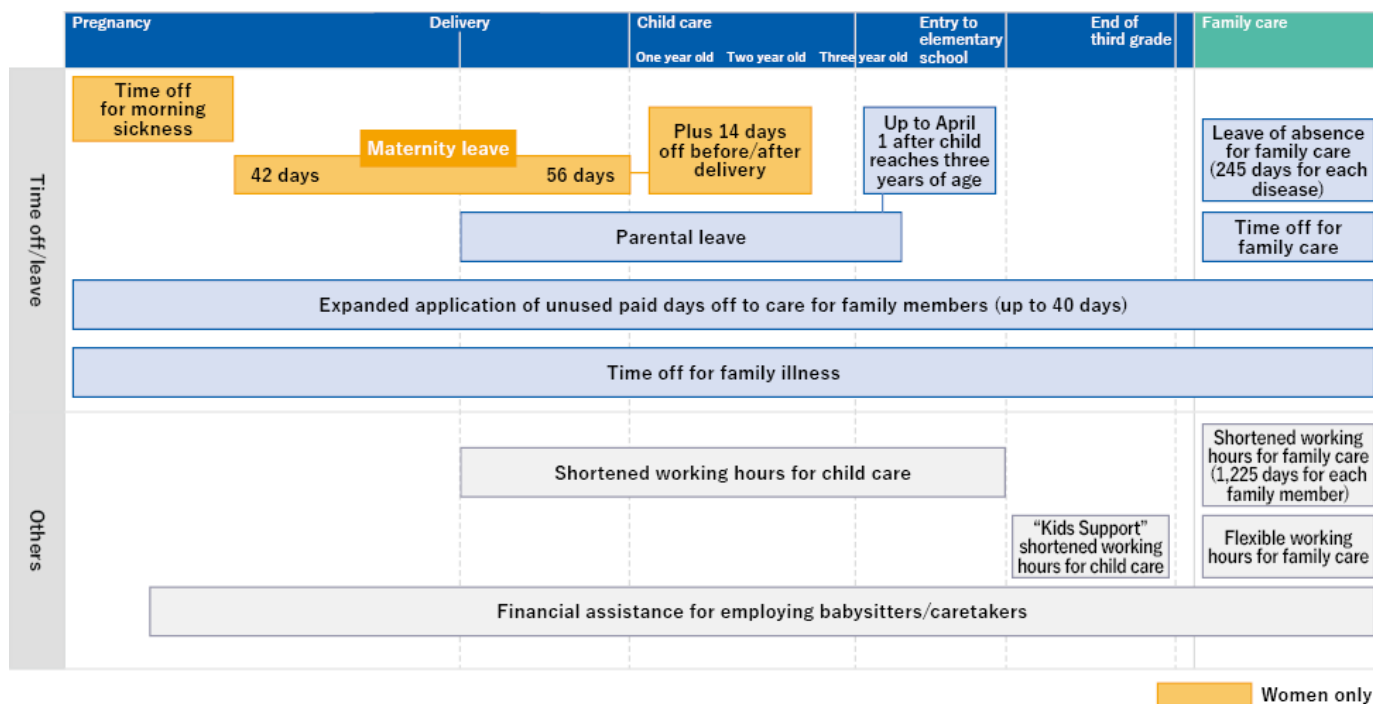 Pregnancy
Delivery
Child care
Entry to
elementary
school
End of
third grade
Family care
One year old
Two year old
Three year old
Time off/leave
Time off
for morning
sickness
Maternity leave
42 days
56 days
Plus 14 days
off before/after
delivery
Up to April
1 after child
reaches three
years of age
Leave of absence
for family care
(245 days for each
disease)
Parental leave
Time off for
family care
Expanded application of unused paid days off to care for family members (up to 40 days)
Time off for family illness
Others
Shortened working hours for child care
Shortened working
hours for family care
(1,225 days for each
family member)
“Kids Support”
shortened working
hours for child care
Flexible working
hours for family care
Financial assistance for employing babysitters/caretakers
Women only